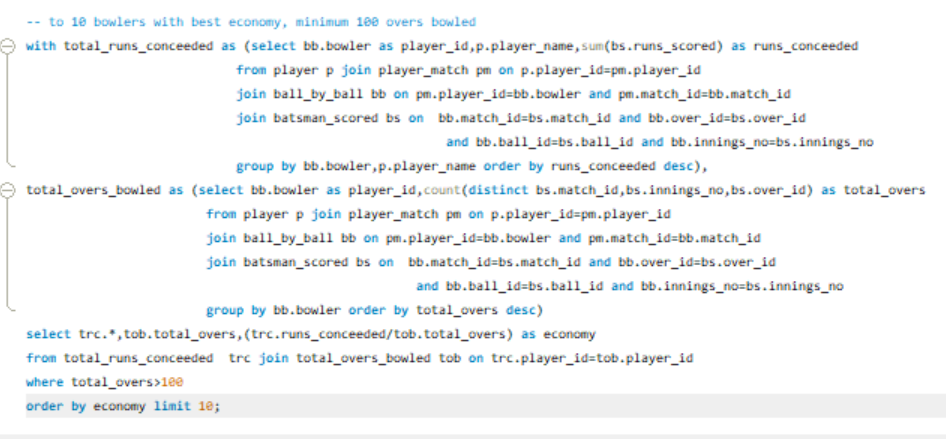 -- to 10 bowlers with best economy, minimum 100 overs bowled
with total_runs_conceeded as (select bb.bowler as player_id,p.player_name,sum(bs.runs_scored) as runs_conceeded
from player p join player_match pm on p.player_id=pm.player_id
join ball_by_ball bb on pm.player_id=bb.bowler and pm.match_id=bb.match_id
join batsman_scored bs on  bb.match_id=bs.match_id and bb.over_id=bs.over_id
and bb.ball_id=bs.ball_id and bb.innings_no=bs.innings_no
group by bb.bowler,p.player_name order by runs_conceeded desc),
total_overs_bowled as (select bb.bowler as player_id,count(distinct bs.match_id,bs.innings_no,bs.over_id) as total_overs
from player p join player_match pm on p.player_id=pm.player_id
join ball_by_ball bb on pm.player_id=bb.bowler and pm.match_id=bb.match_id
join batsman_scored bs on  bb.match_id=bs.match_id and bb.over_id=bs.over_id
and bb.ball_id=bs.ball_id and bb.innings_no=bs.innings_no
group by bb.bowler order by total_overs desc)
select trc.*,tob.total_overs,(trc.runs_conceeded/tob.total_overs) as economy
from total_runs_conceeded  trc join total_overs_bowled tob on trc.player_id=tob.player_id
where total_overs>100
order by economy limit 10;